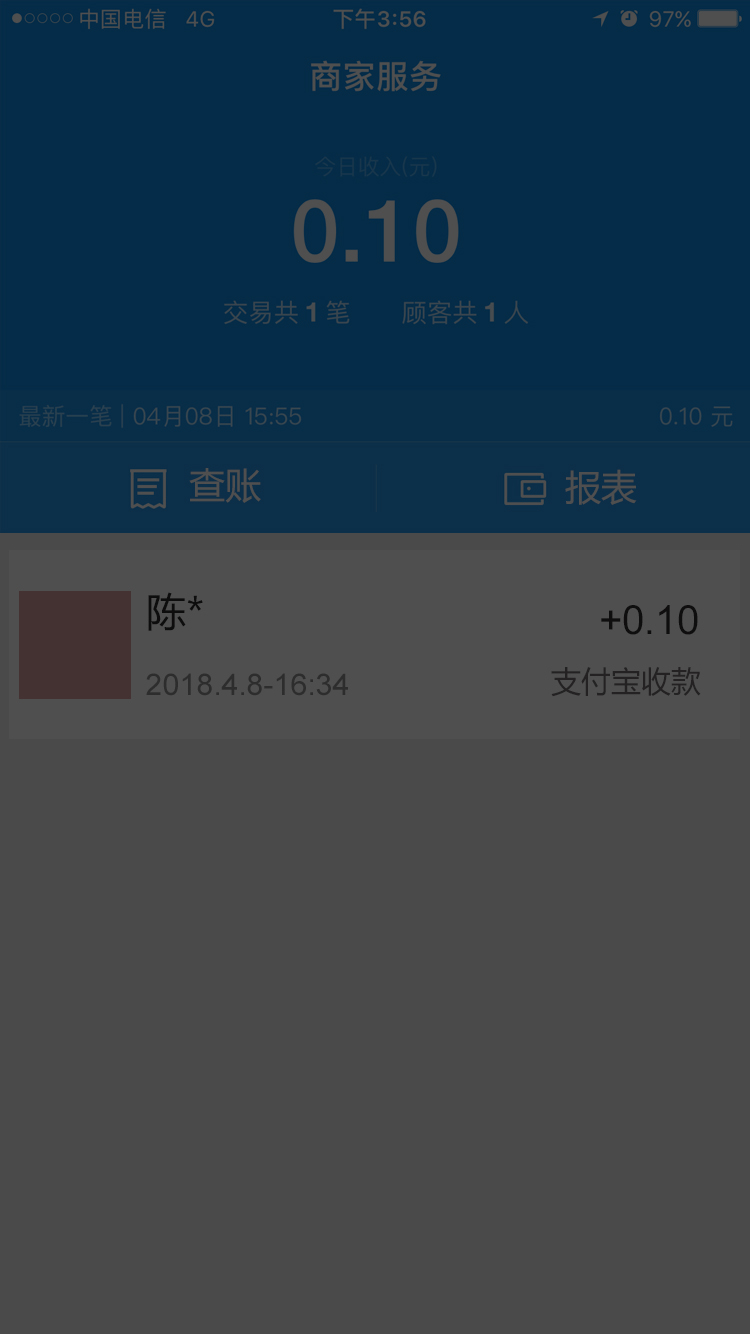 中国电信 4G 下午3:56 97%
商家服务
今日收入(元)
0.10
交易共 1 笔 顾客共 1 人
最新一笔 | 04月08日 15:55 0.10 元
查账 报表
陈* +0.10
2018.4.8-16:34 支付宝收款